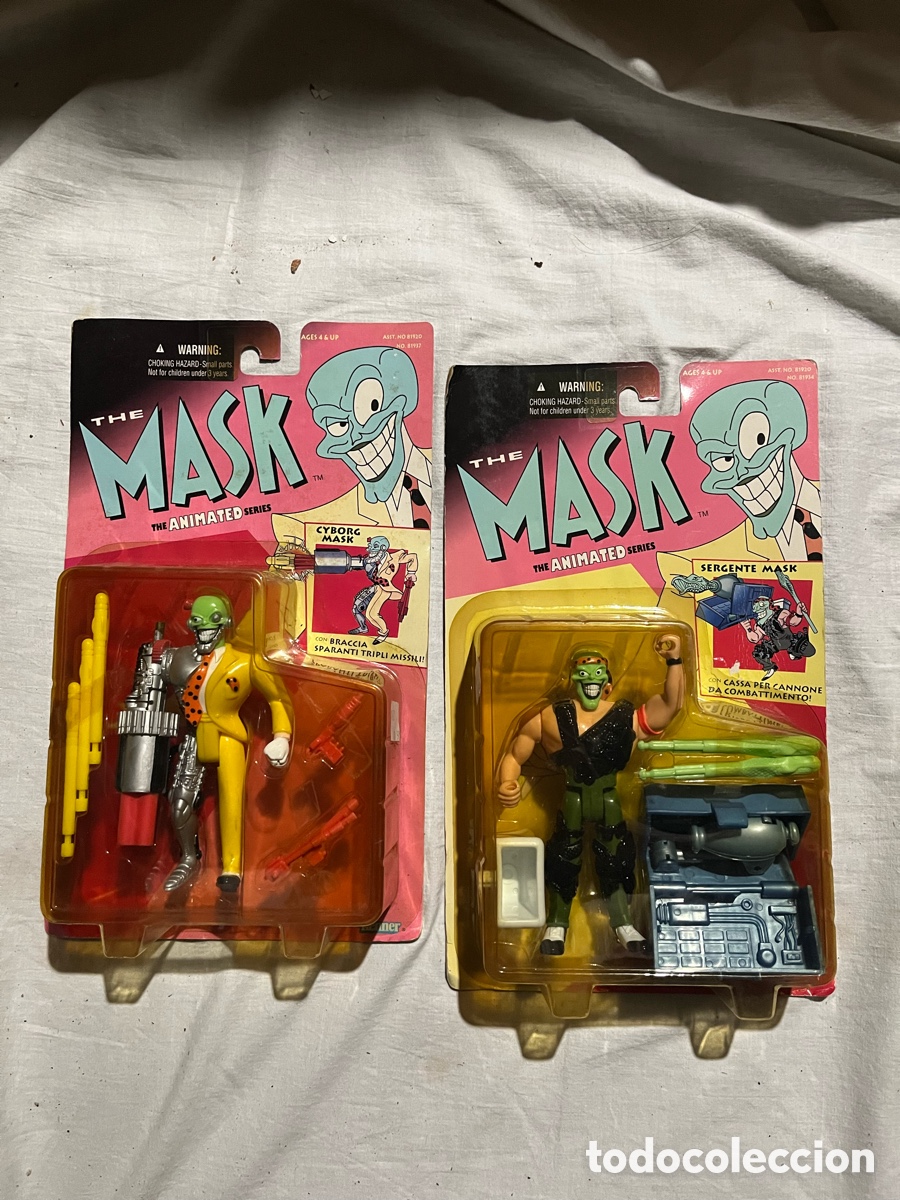 WARNING:
CHOKING HAZARD-Small parts
Not for children under 3 years.
AGES 4 & UP
ASST. NO 81930
NO. 81937
THE
MASK
TM
THE ANIMATED SERIES
CYBORG
MASK
CON BRACCIA
SPARANTI TRIPLI MISSILI!
WARNING:
CHOKING HAZARD-Small parts
Not for children under 3 years.
AGES 4 & UP
ASST. NO. 81930
NO. 81934
THE
MASK
TM
THE ANIMATED SERIES
SERGENTE MASK
CON CASSA PER CANNONE
DA COMBATTIMENTO!
todocoleccion